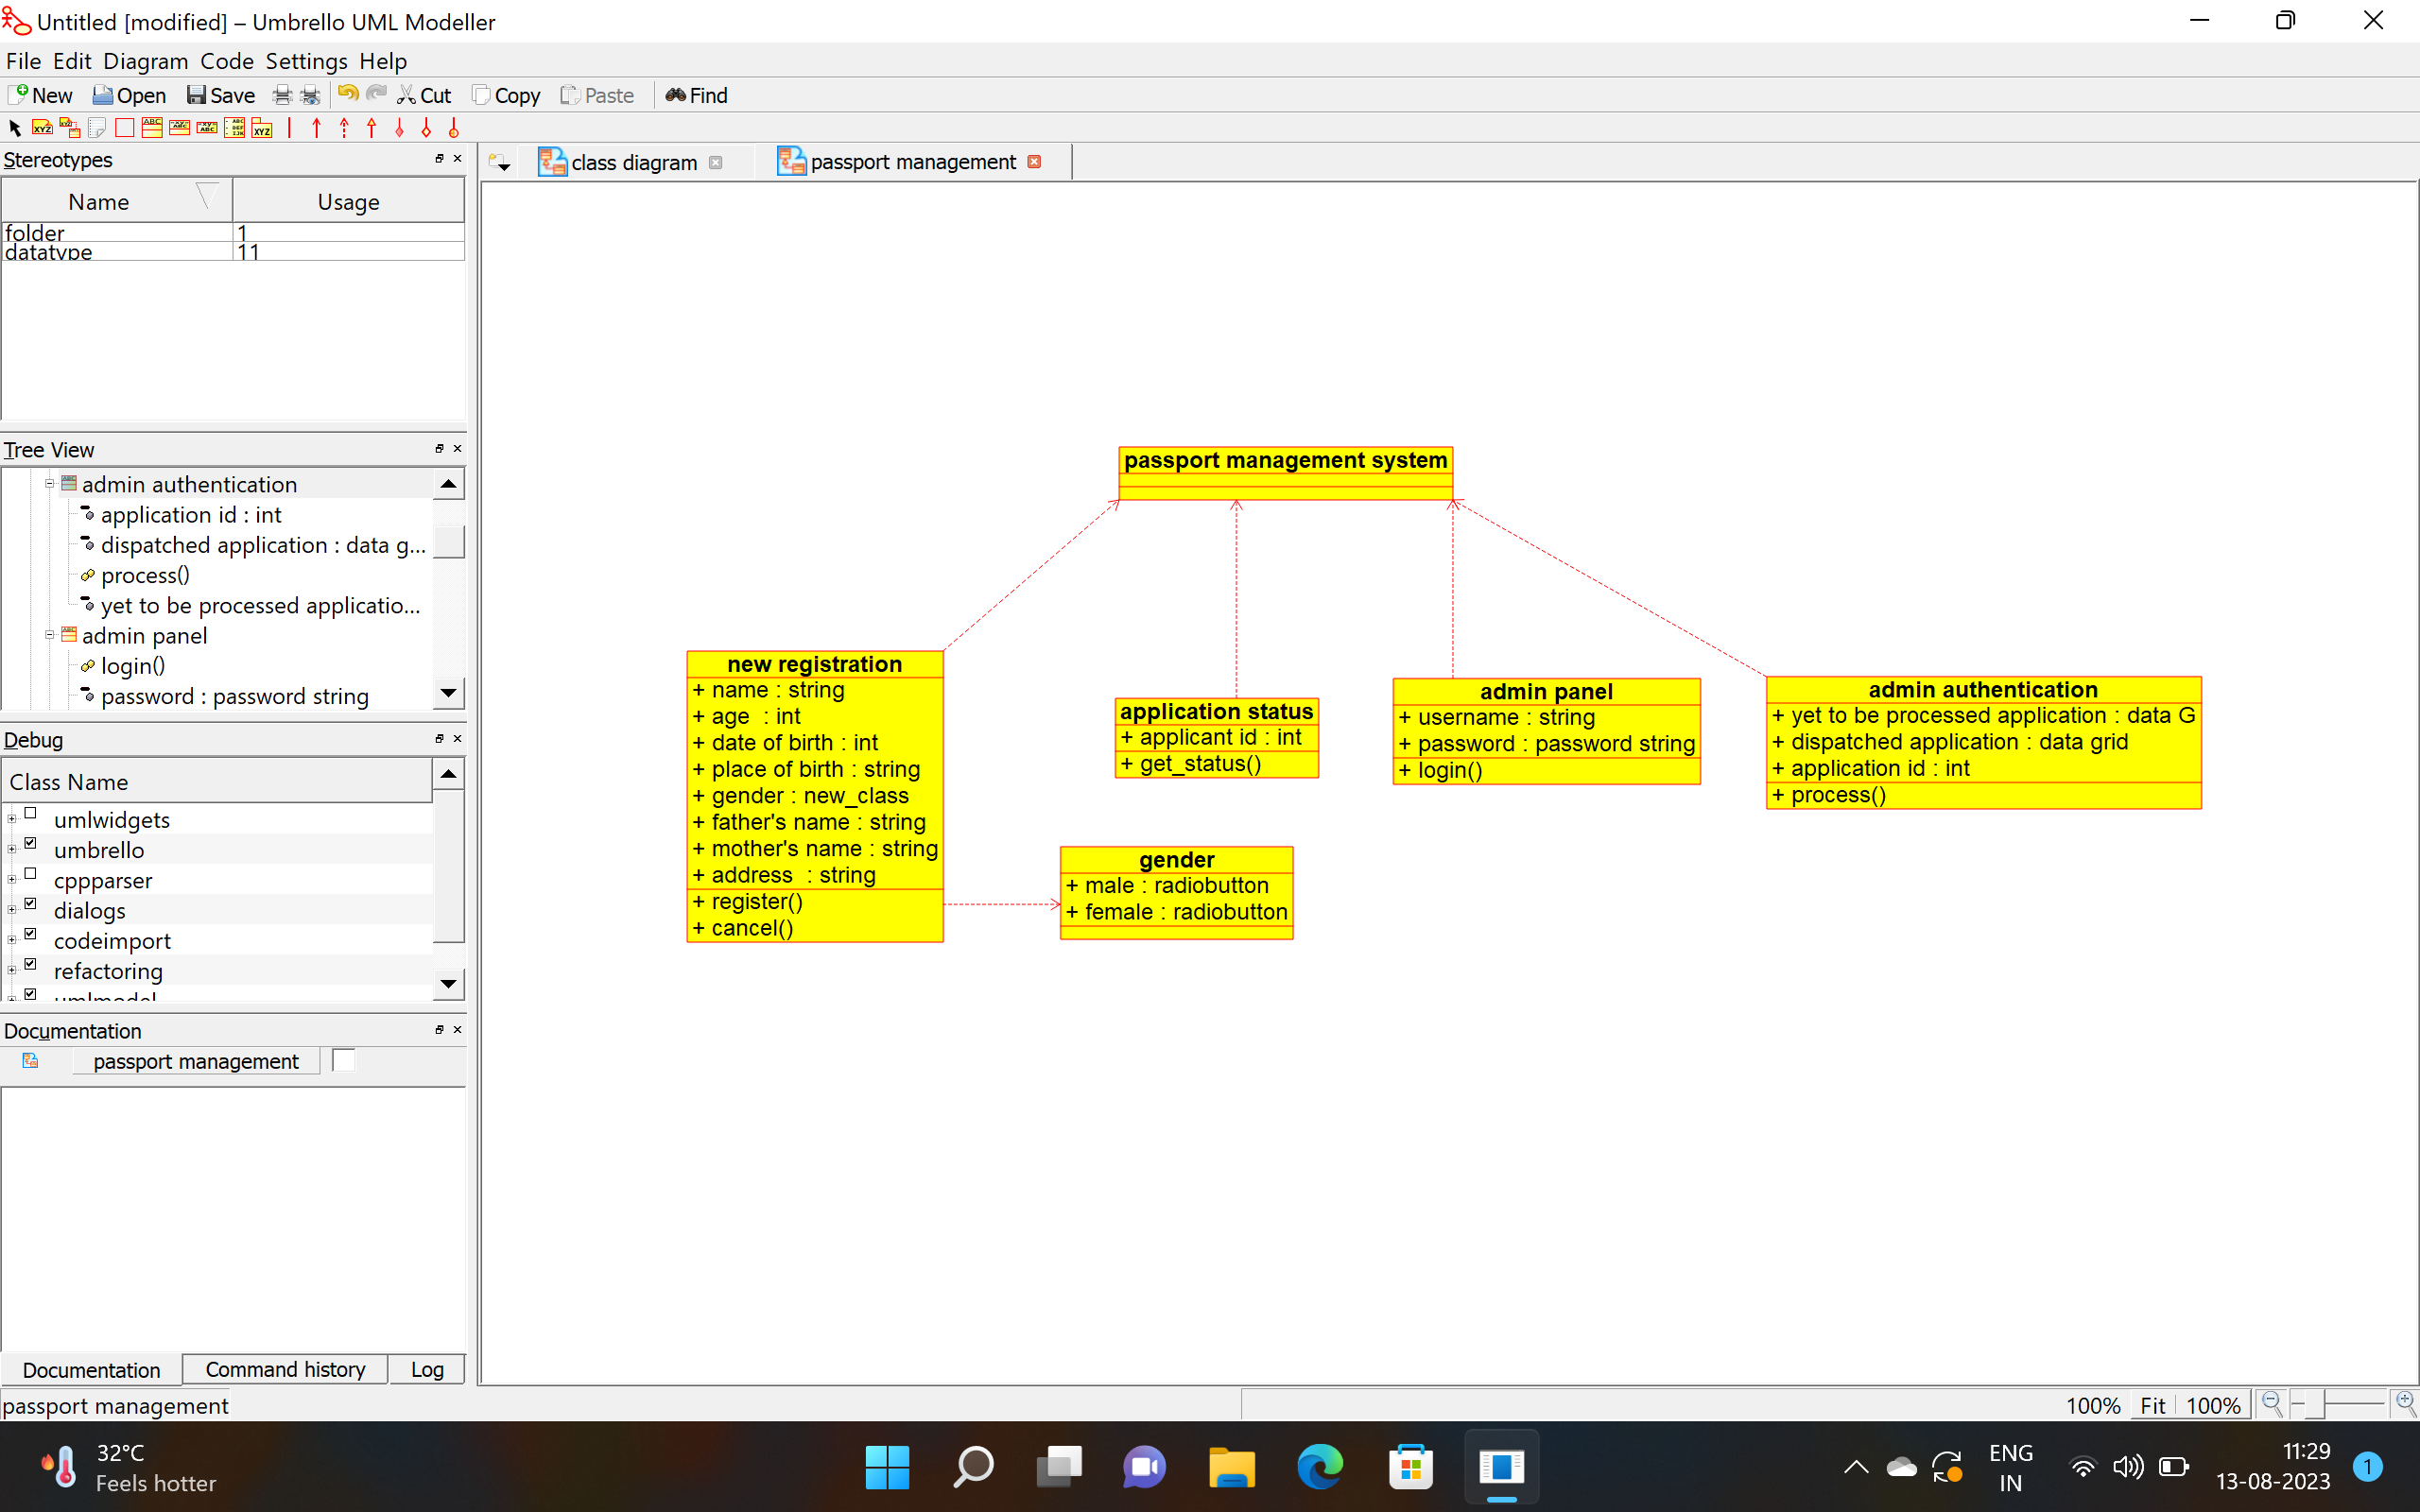 Untitled [modified] – Umbrello UML Modeller
File Edit Diagram Code Settings Help
New Open Save Cut Copy Paste Find
Stereotypes
Name Usage
folder 1
datatype 11
Tree View
admin authentication
application id : int
dispatched application : data g...
process()
yet to be processed applicatio...
admin panel
login()
password : password string
Debug
Class Name
umlwidgets
umbrello
cppparser
dialogs
codeimport
refactoring
umlmodel
Documentation
passport management
Documentation Command history Log
passport management
class diagram passport management
passport management system
new registration
+ name : string
+ age : int
+ date of birth : int
+ place of birth : string
+ gender : new_class
+ father's name : string
+ mother's name : string
+ address : string
+ register()
+ cancel()
application status
+ applicant id : int
+ get_status()
admin panel
+ username : string
+ password : password string
+ login()
admin authentication
+ yet to be processed application : data G
+ dispatched application : data grid
+ application id : int
+ process()
gender
+ male : radiobutton
+ female : radiobutton
100% Fit 100%
32°C
Feels hotter
ENG
IN
11:29
13-08-2023
1